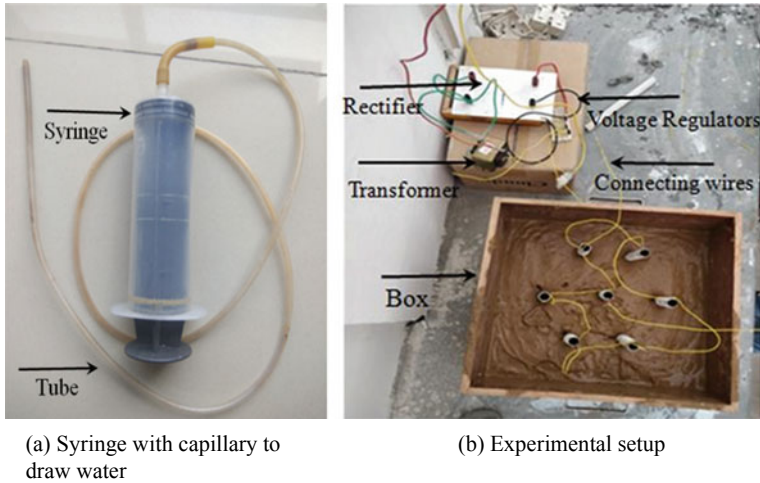 Syringe
Tube
Rectifier
Voltage Regulators
Transformer
Connecting wires
Box
(a) Syringe with capillary to
draw water
(b) Experimental setup